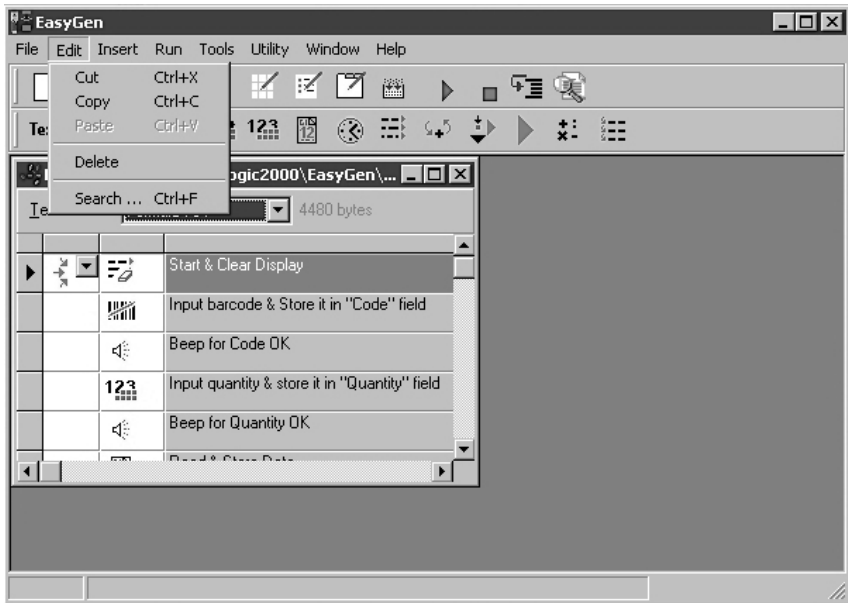 EasyGen
File Edit Insert Run Tools Utility Window Help
Cut Ctrl+X
Copy Ctrl+C
Paste Ctrl+V
Delete
Search ... Ctrl+F
123
12
ogic2000\EasyGen\...
4480 bytes
Start & Clear Display
Input barcode & Store it in "Code" field
Beep for Code OK
123
Input quantity & store it in "Quantity" field
Beep for Quantity OK